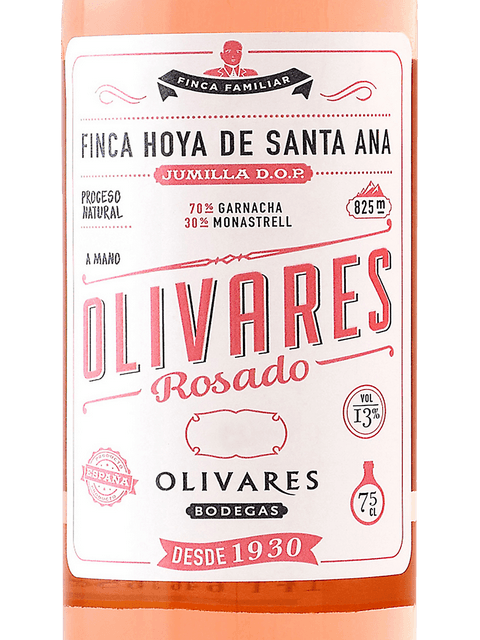 FINCA FAMILIAR
FINCA HOYA DE SANTA ANA
JUMILLA D.O.P.
PROCESO
NATURAL
70% GARNACHA
30% MONASTRELL
825 m
A MANO
OLIVARES
Rosado
VOL
13%
PRODUCTO
ESPAÑA
OLIVARES
BODEGAS
75
CL
DESDE 1930